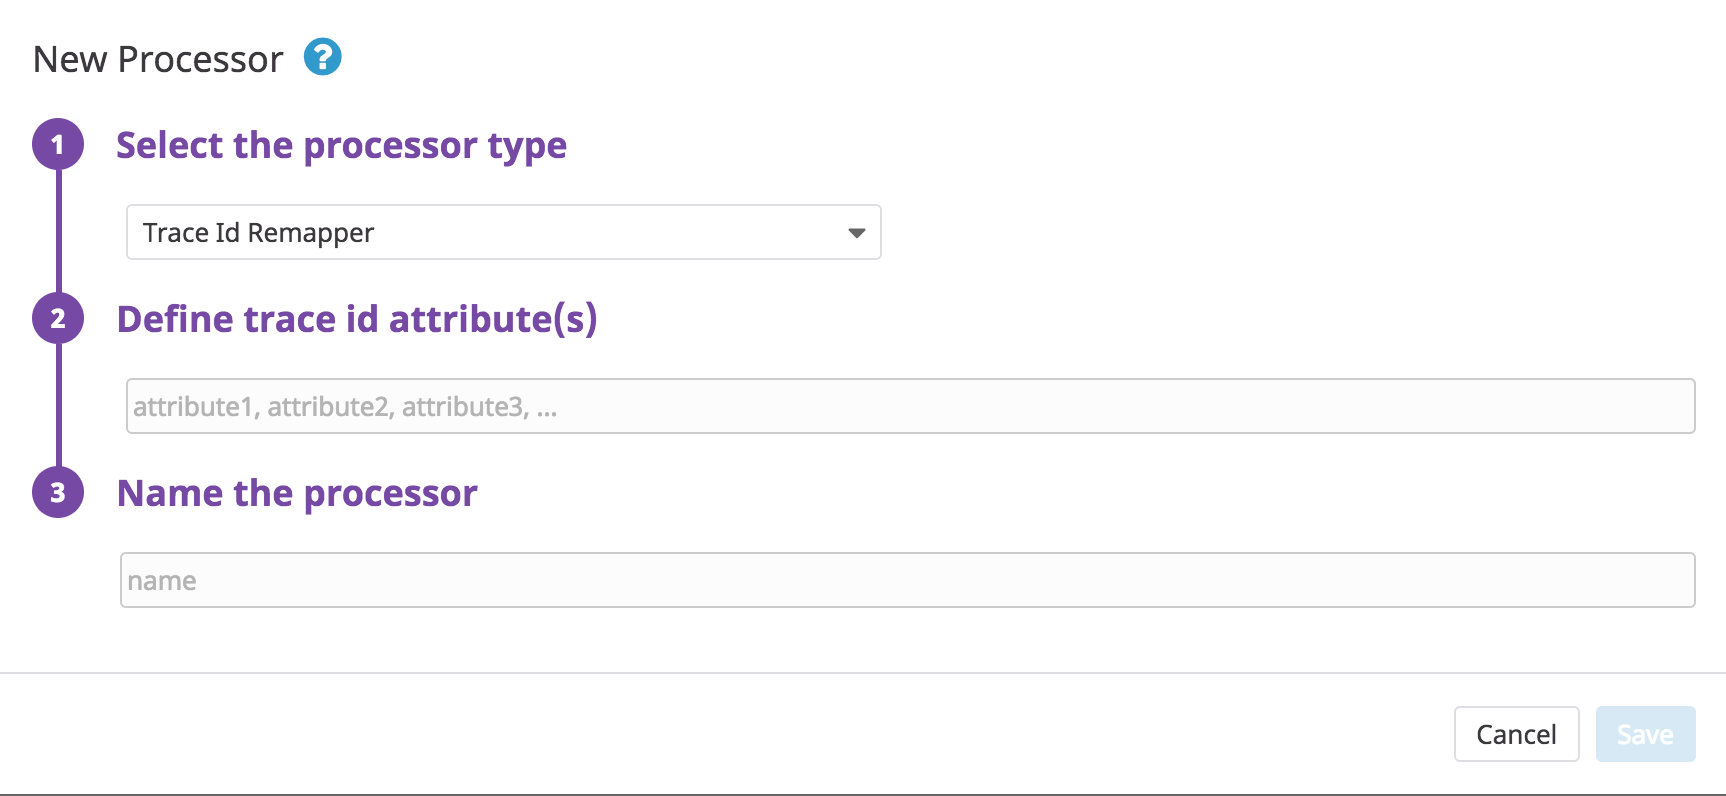 New Processor ?
1 Select the processor type
Trace Id Remapper
2 Define trace id attribute(s)
attribute1, attribute2, attribute3, ...
3 Name the processor
name
Cancel Save